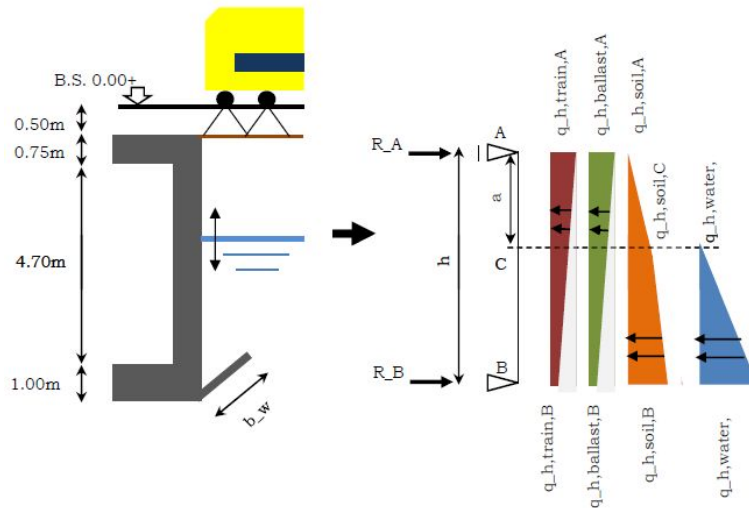 B.S. 0.00+
0.50m
0.75m
4.70m
1.00m
b_w
R_A
R_B
h
a
A
C
B
q_h,train,A
q_h,ballast,A
q_h,soil,A
q_h,soil,C
q_h,water,
q_h,train,B
q_h,ballast,B
q_h,soil,B
q_h,water,